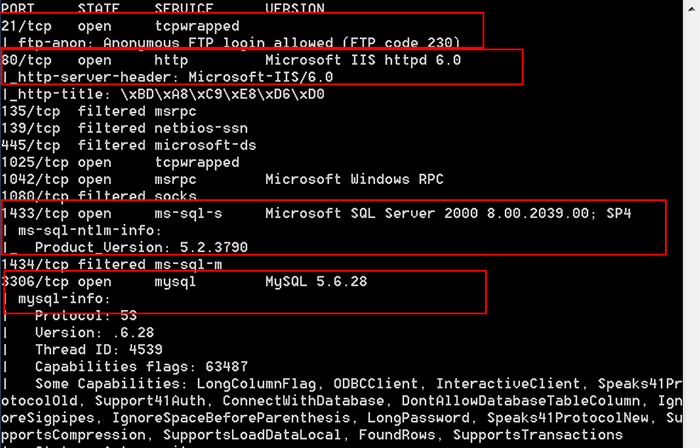 PORT     STATE    SERVICE      VERSION
21/tcp   open     tcpwrapped
| ftp-anon: Anonymous FTP login allowed (FTP code 230)
80/tcp   open     http         Microsoft IIS httpd 6.0
|_http-server-header: Microsoft-IIS/6.0
|_http-title: \xBD\xA8\xC9\xE8\xD6\xD0
135/tcp  filtered msrpc
139/tcp  filtered netbios-ssn
445/tcp  filtered microsoft-ds
1025/tcp open     tcpwrapped
1042/tcp open     msrpc        Microsoft Windows RPC
1080/tcp filtered socks
1433/tcp open     ms-sql-s     Microsoft SQL Server 2000 8.00.2039.00; SP4
| ms-sql-ntlm-info:
|_  Product_Version: 5.2.3790
1434/tcp filtered ms-sql-m
3306/tcp open     mysql        MySQL 5.6.28
| mysql-info:
|   Protocol: 53
|   Version: .6.28
|   Thread ID: 4539
|   Capabilities flags: 63487
|   Some Capabilities: LongColumnFlag, ODBCClient, InteractiveClient, Speaks41Pr
otocolOld, Support41Auth, ConnectWithDatabase, DontAllowDatabaseTableColumn, Ign
oreSigpipes, IgnoreSpaceBeforeParenthesis, LongPassword, Speaks41ProtocolNew, Su
pportsCompression, SupportsLoadDataLocal, FoundRows, SupportsTransactions